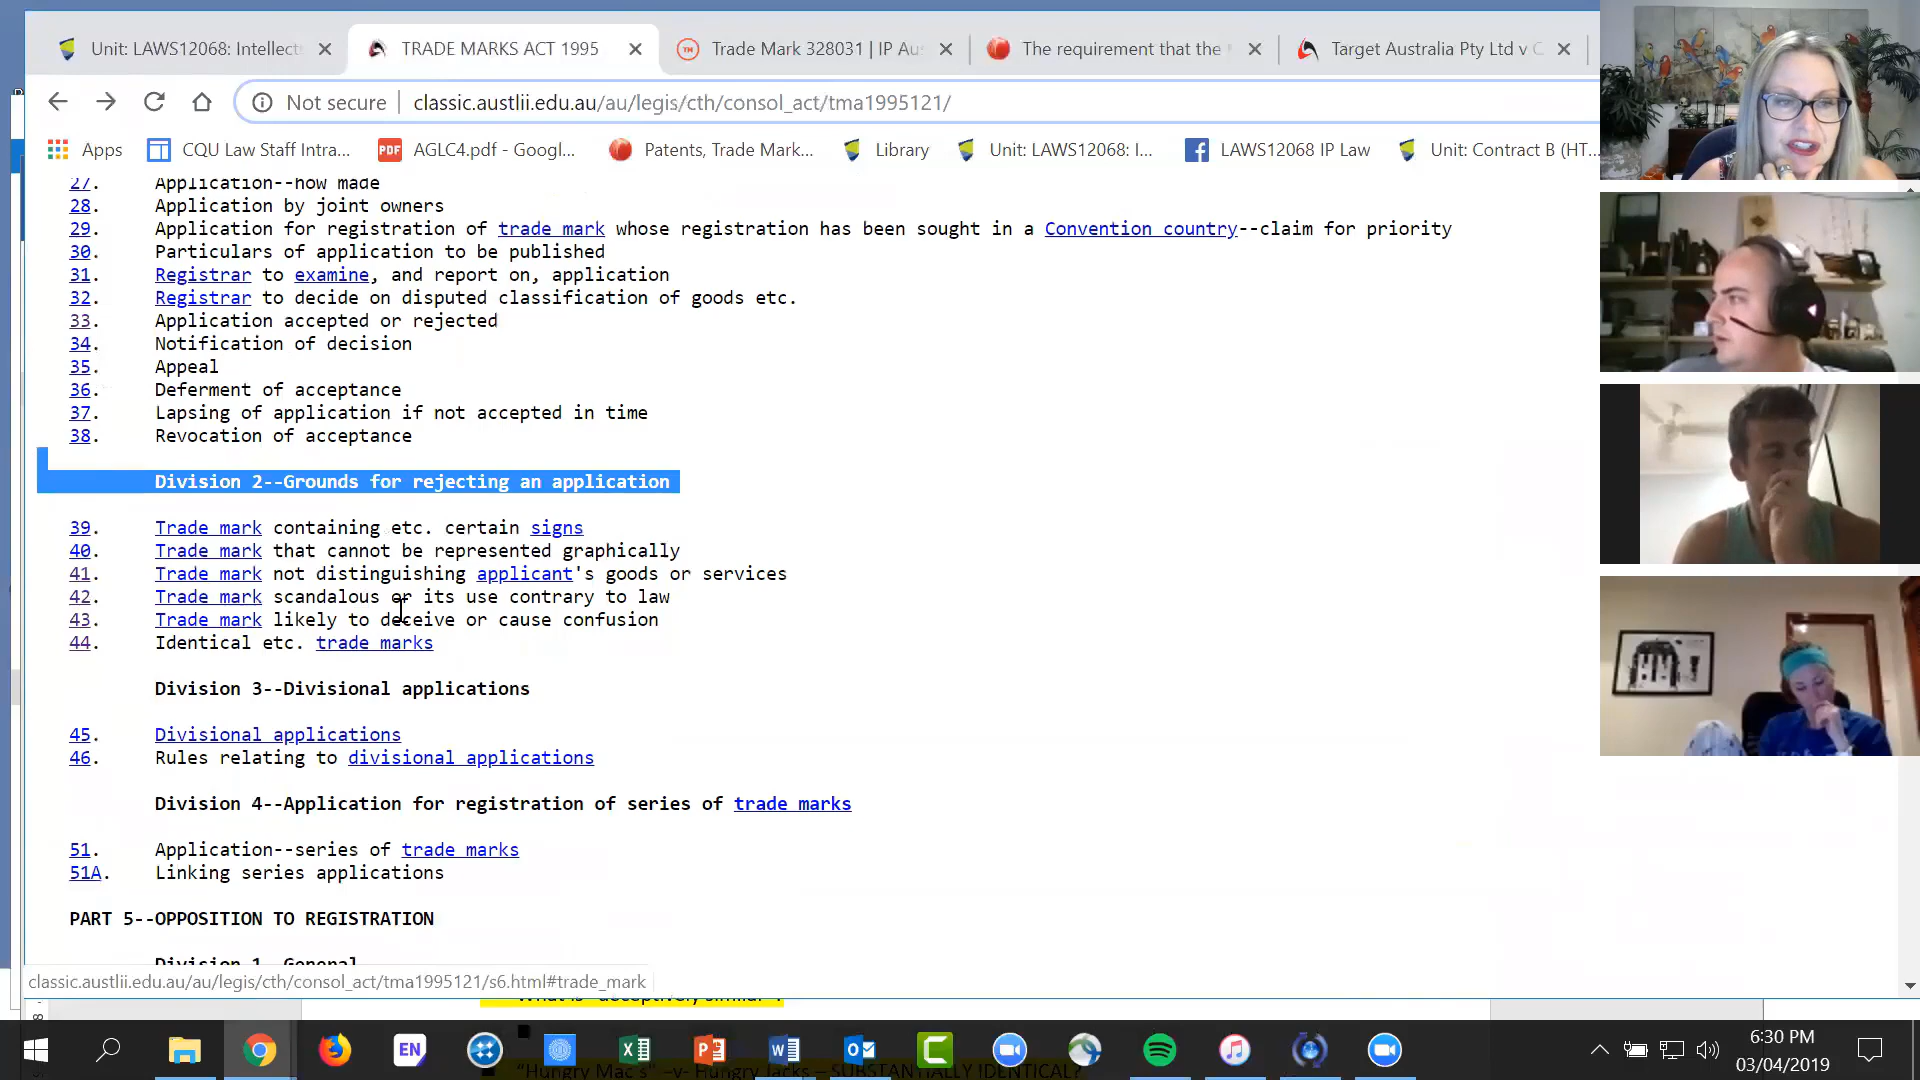 Unit: LAWS12068: Intellect
TRADE MARKS ACT 1995
TM Trade Mark 328031 | IP Au
The requirement that the
Target Australia Pty Ltd v C
Not secure | classic.austlii.edu.au/au/legis/cth/consol_act/tma1995121/
Apps
CQU Law Staff Intra...
PDF AGLC4.pdf - Googl...
Patents, Trade Mark...
Library
Unit: LAWS12068: I...
LAWS12068 IP Law
Unit: Contract B (HT...
27. Application--how made
28. Application by joint owners
29. Application for registration of trade mark whose registration has been sought in a Convention country--claim for priority
30. Particulars of application to be published
31. Registrar to examine, and report on, application
32. Registrar to decide on disputed classification of goods etc.
33. Application accepted or rejected
34. Notification of decision
35. Appeal
36. Deferment of acceptance
37. Lapsing of application if not accepted in time
38. Revocation of acceptance
Division 2--Grounds for rejecting an application
39. Trade mark containing etc. certain signs
40. Trade mark that cannot be represented graphically
41. Trade mark not distinguishing applicant's goods or services
42. Trade mark scandalous or its use contrary to law
43. Trade mark likely to deceive or cause confusion
44. Identical etc. trade marks
Division 3--Divisional applications
45. Divisional applications
46. Rules relating to divisional applications
Division 4--Application for registration of series of trade marks
51. Application--series of trade marks
51A. Linking series applications
PART 5--OPPOSITION TO REGISTRATION
Division 1--General
classic.austlii.edu.au/au/legis/cth/consol_act/tma1995121/s6.html#trade_mark
EN
6:30 PM
03/04/2019
"Hungry Mac's" –v- Hungry Jacks – SUBSTANTIALLY IDENTICAL?